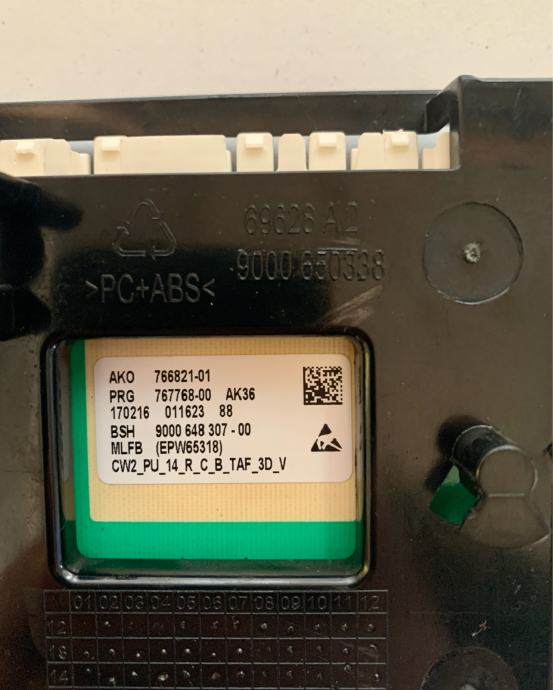 69628 A2
9000 650338
>PC+ABS<
AKO 766821-01
PRG 767768-00 AK36
170216 011623 88
BSH 9000 648 307 - 00
MLFB (EPW65318)
CW2_PU_14_R_C_B_TAF_3D_V
01 02 03 04 05 06 07 08 09 10 11 12
12
13
14